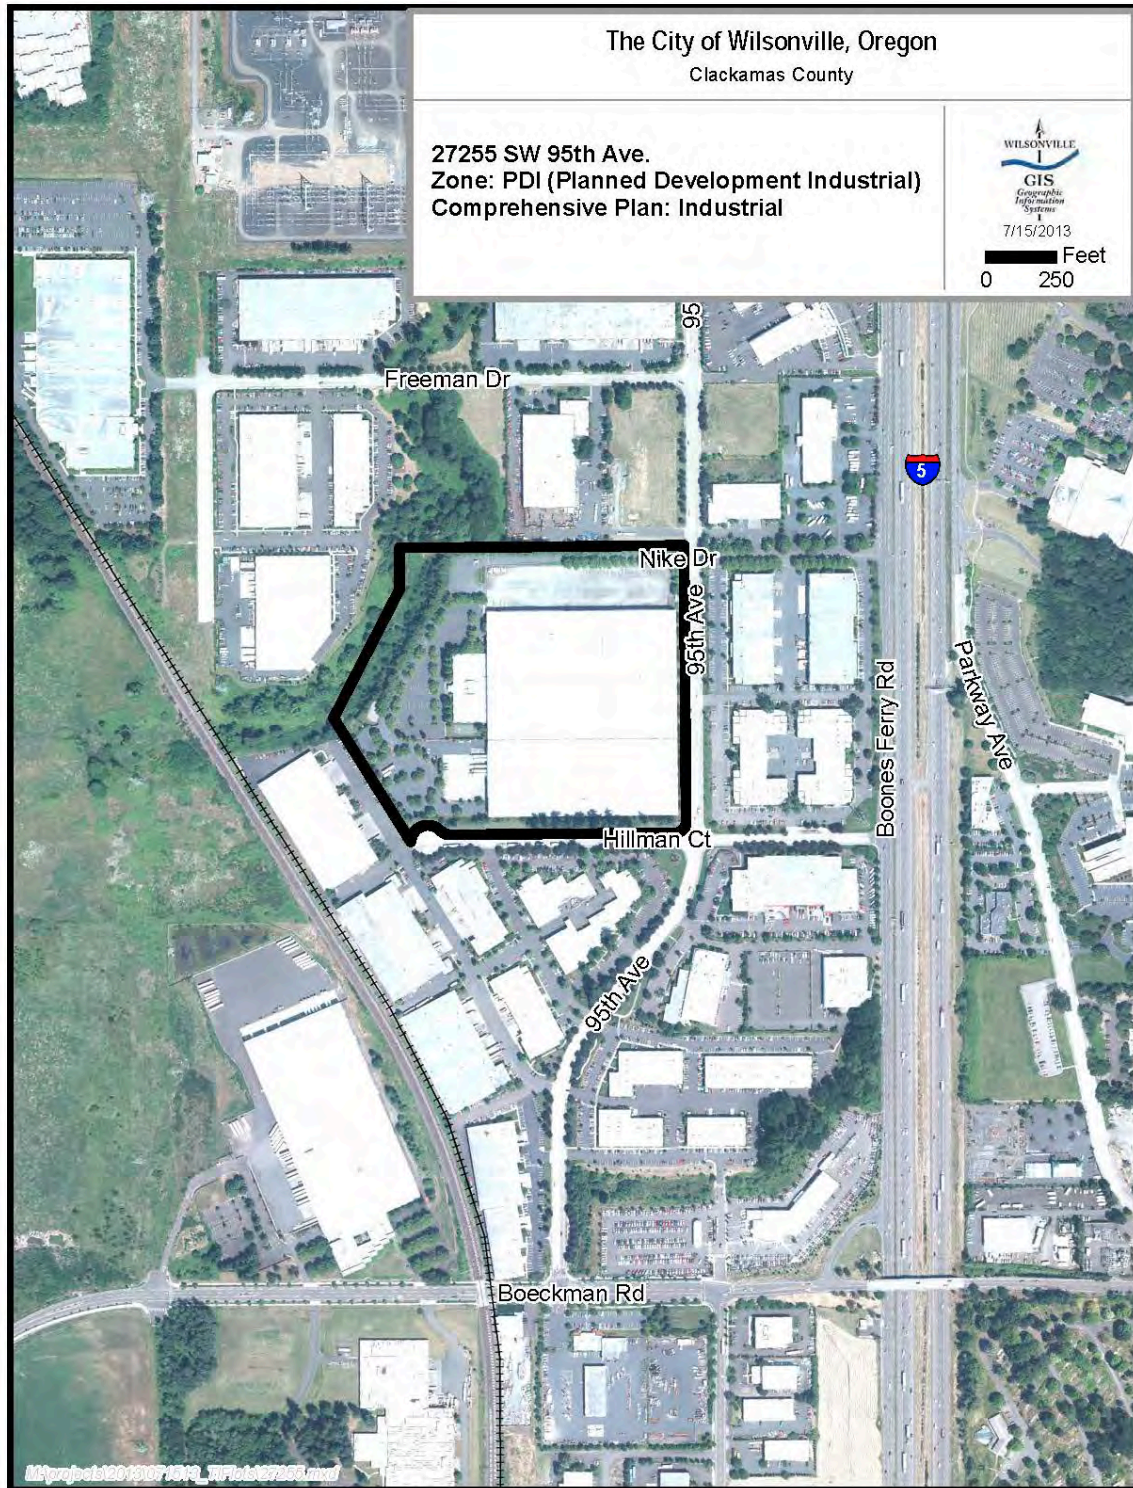 The City of Wilsonville, Oregon
Clackamas County
27255 SW 95th Ave.
Zone: PDI (Planned Development Industrial)
Comprehensive Plan: Industrial
WILSONVILLE
GIS
Geographic
Information
Systems
7/15/2013
Feet
0 250
95
Freeman Dr
5
Nike Dr
95th Ave
Parkway Ave
Boones Ferry Rd
Hillman Ct
95th Ave
Boeckman Rd